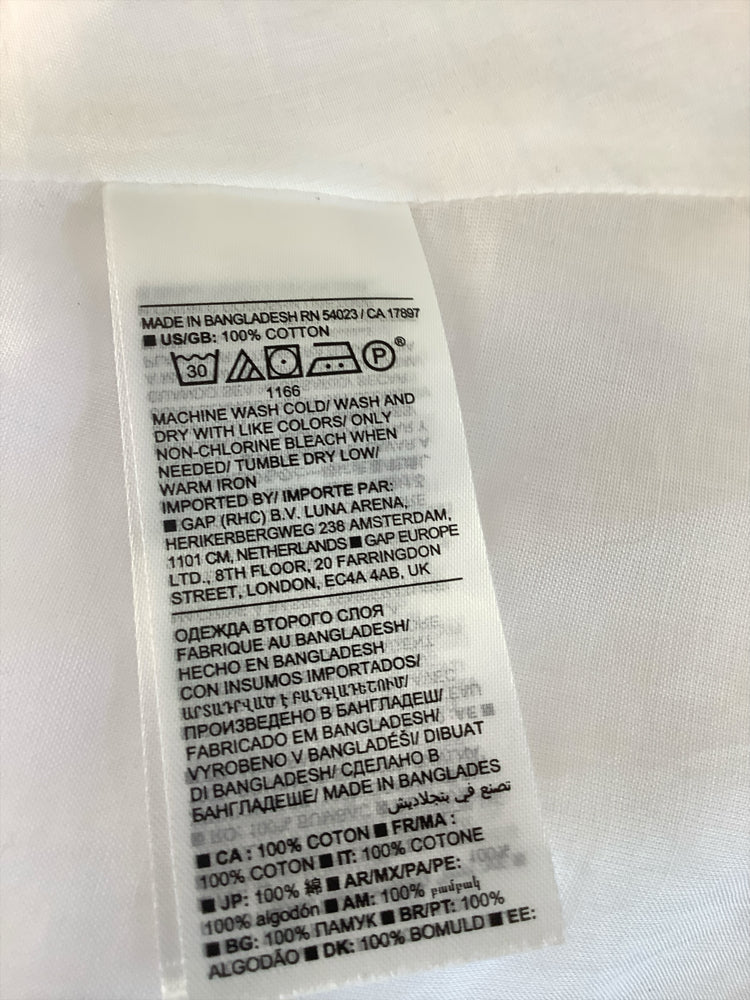 MADE IN BANGLADESH RN 54023 / CA 17897
■ US/GB: 100% COTTON
30 P®
1166
MACHINE WASH COLD/ WASH AND
DRY WITH LIKE COLORS/ ONLY
NON-CHLORINE BLEACH WHEN
NEEDED/ TUMBLE DRY LOW/
WARM IRON
IMPORTED BY/ IMPORTE PAR:
■ GAP (RHC) B.V. LUNA ARENA,
HERIKERBERGWEG 238 AMSTERDAM,
1101 CM, NETHERLANDS ■ GAP EUROPE
LTD., 8TH FLOOR, 20 FARRINGDON
STREET, LONDON, EC4A 4AB, UK
ОДЕЖДА ВТОРОГО СЛОЯ
FABRIQUE AU BANGLADESH/
HECHO EN BANGLADESH
CON INSUMOS IMPORTADOS/
ԱՐՏԱԴՐՎԱԾ Է ԲԱՆԳԼԱԴԵՇՈՒՄ/
ПРОИЗВЕДЕНО В БАНГЛАДЕШ/
FABRICADO EM BANGLADESH/
VYROBENO V BANGLADÉŠI/ DIBUAT
DI BANGLADESH/ СДЕЛАНО В
БАНГЛАДЕШЕ/ MADE IN BANGLADES
تصنع في بنجلاديش
■ CA : 100% COTON ■ FR/MA :
100% COTON ■ IT: 100% COTONE
■ JP: 100% 綿 ■ AR/MX/PA/PE:
100% algodón ■ AM: 100% բամբակ
■ BG: 100% ПАМУК ■ BR/PT: 100%
ALGODÃO ■ DK: 100% BOMULD ■ EE: